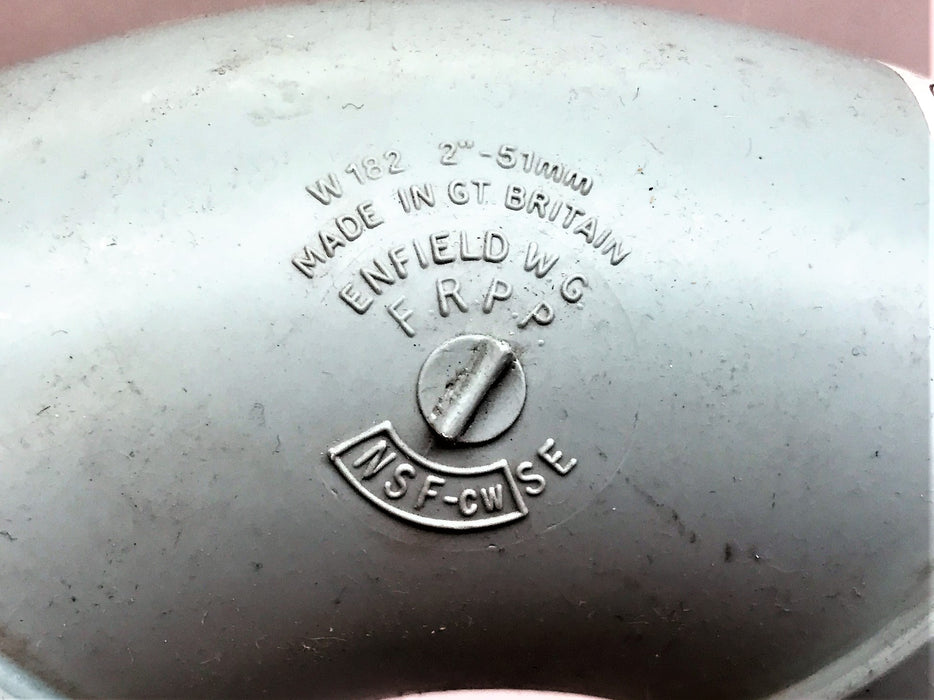 W 182 2"-51mm
MADE IN GT. BRITAIN
ENFIELD W.G.
F.R.P.P.
NSF-CW SE